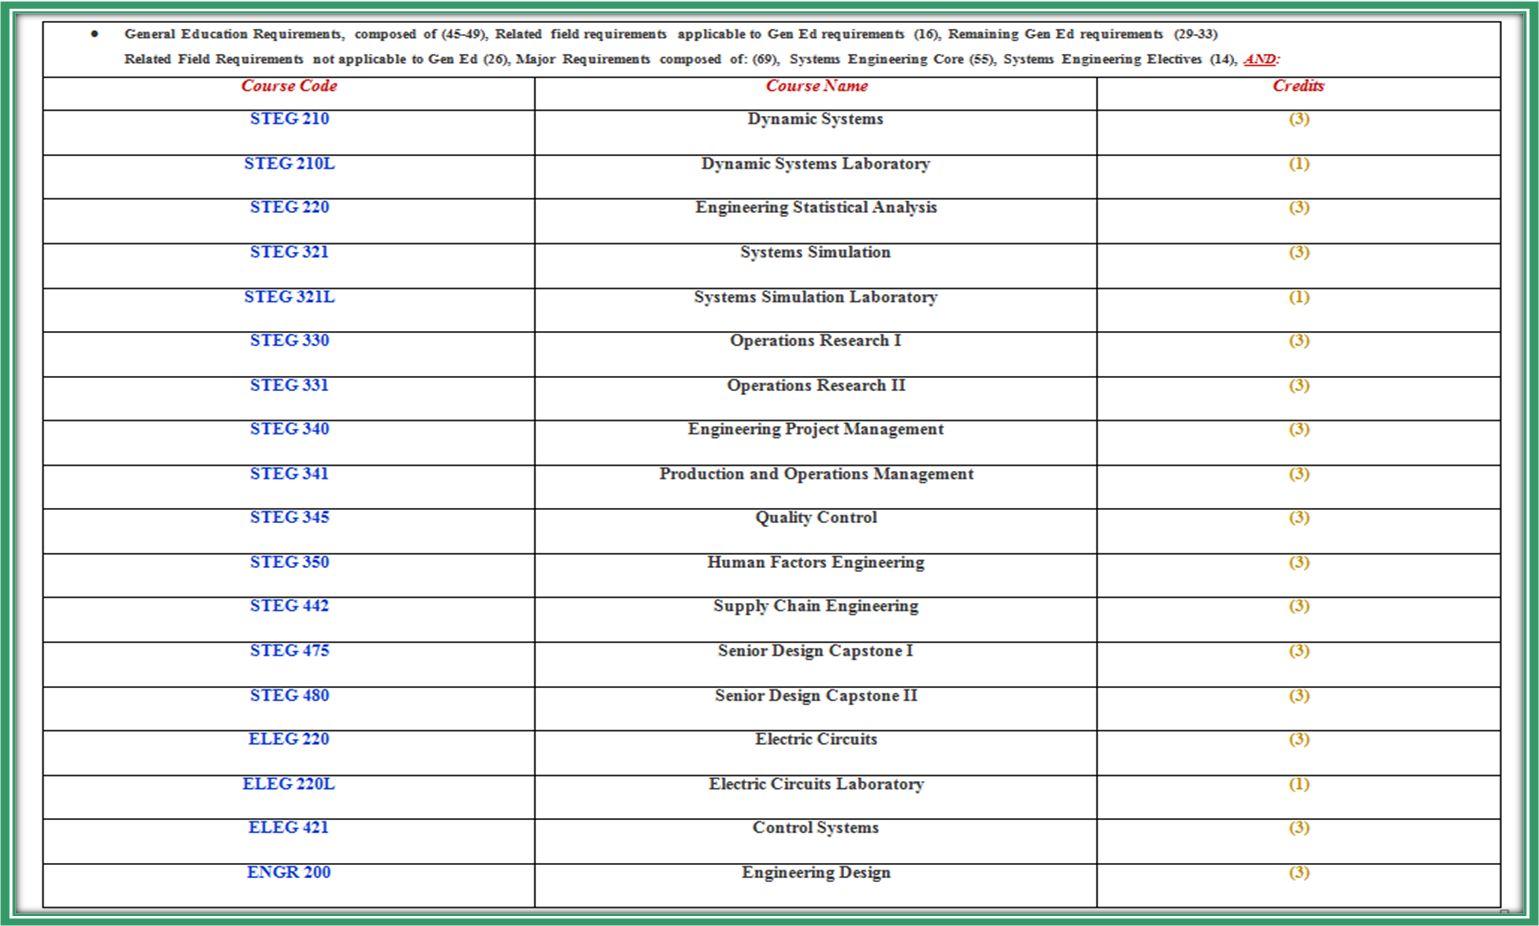 • General Education Requirements, composed of (45-49), Related field requirements applicable to Gen Ed requirements (16), Remaining Gen Ed requirements (29-33)
Related Field Requirements not applicable to Gen Ed (26), Major Requirements composed of: (69), Systems Engineering Core (55), Systems Engineering Electives (14), AND:
Course Code Course Name Credits
STEG 210 Dynamic Systems (3)
STEG 210L Dynamic Systems Laboratory (1)
STEG 220 Engineering Statistical Analysis (3)
STEG 321 Systems Simulation (3)
STEG 321L Systems Simulation Laboratory (1)
STEG 330 Operations Research I (3)
STEG 331 Operations Research II (3)
STEG 340 Engineering Project Management (3)
STEG 341 Production and Operations Management (3)
STEG 345 Quality Control (3)
STEG 350 Human Factors Engineering (3)
STEG 442 Supply Chain Engineering (3)
STEG 475 Senior Design Capstone I (3)
STEG 480 Senior Design Capstone II (3)
ELEG 220 Electric Circuits (3)
ELEG 220L Electric Circuits Laboratory (1)
ELEG 421 Control Systems (3)
ENGR 200 Engineering Design (3)